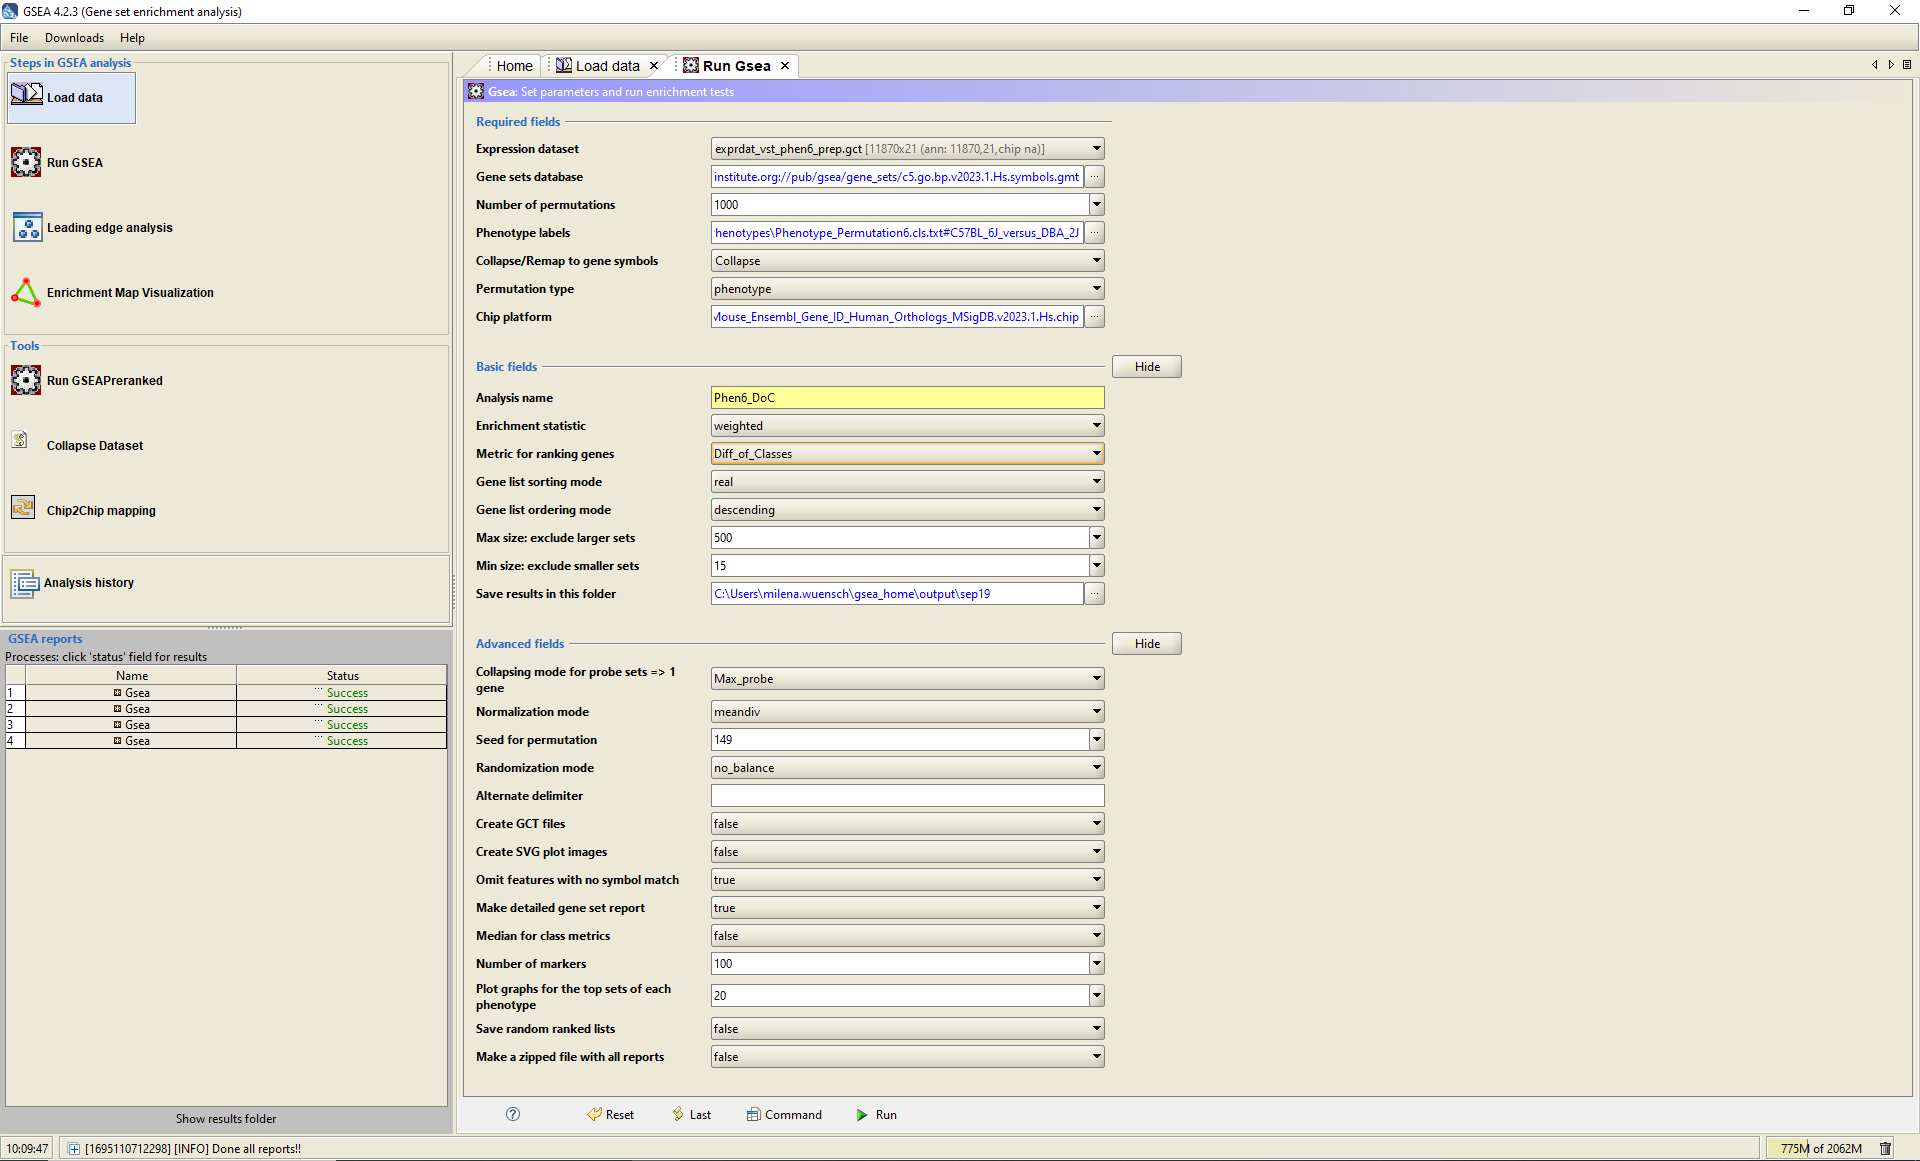 GSEA 4.2.3 (Gene set enrichment analysis)
File Downloads Help
Steps in GSEA analysis
Load data
Run GSEA
Leading edge analysis
Enrichment Map Visualization
Tools
Run GSEAPreranked
Collapse Dataset
Chip2Chip mapping
Analysis history
GSEA reports
Processes: click 'status' field for results
Name Status
1 Gsea ... Success
2 Gsea ... Success
3 Gsea ... Success
4 Gsea ... Success
Show results folder
Home Load data Run Gsea
Gsea: Set parameters and run enrichment tests
Required fields
Expression dataset exprdat_vst_phen6_prep.gct [11870x21 (ann: 11870,21,chip na)]
Gene sets database institute.org://pub/gsea/gene_sets/c5.go.bp.v2023.1.Hs.symbols.gmt ...
Number of permutations 1000
Phenotype labels henotypes\Phenotype_Permutation6.cls.txt#C57BL_6J_versus_DBA_2J ...
Collapse/Remap to gene symbols Collapse
Permutation type phenotype
Chip platform Mouse_Ensembl_Gene_ID_Human_Orthologs_MSigDB.v2023.1.Hs.chip ...
Basic fields Hide
Analysis name Phen6_DoC
Enrichment statistic weighted
Metric for ranking genes Diff_of_Classes
Gene list sorting mode real
Gene list ordering mode descending
Max size: exclude larger sets 500
Min size: exclude smaller sets 15
Save results in this folder C:\Users\milena.wuensch\gsea_home\output\sep19 ...
Advanced fields Hide
Collapsing mode for probe sets => 1
gene Max_probe
Normalization mode meandiv
Seed for permutation 149
Randomization mode no_balance
Alternate delimiter
Create GCT files false
Create SVG plot images false
Omit features with no symbol match true
Make detailed gene set report true
Median for class metrics false
Number of markers 100
Plot graphs for the top sets of each
phenotype 20
Save random ranked lists false
Make a zipped file with all reports false
? Reset Last Command Run
10:09:47 [1695110712298] [INFO] Done all reports!! 775M of 2062M